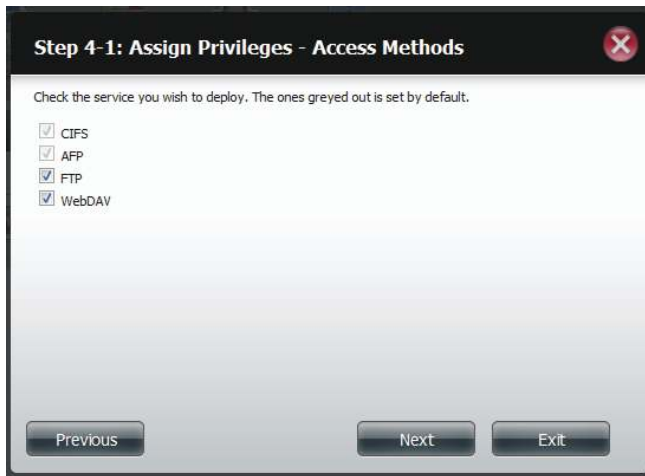 Step 4-1: Assign Privileges - Access Methods
Check the service you wish to deploy. The ones greyed out is set by default.
CIFS
AFP
FTP
WebDAV
Previous
Next
Exit